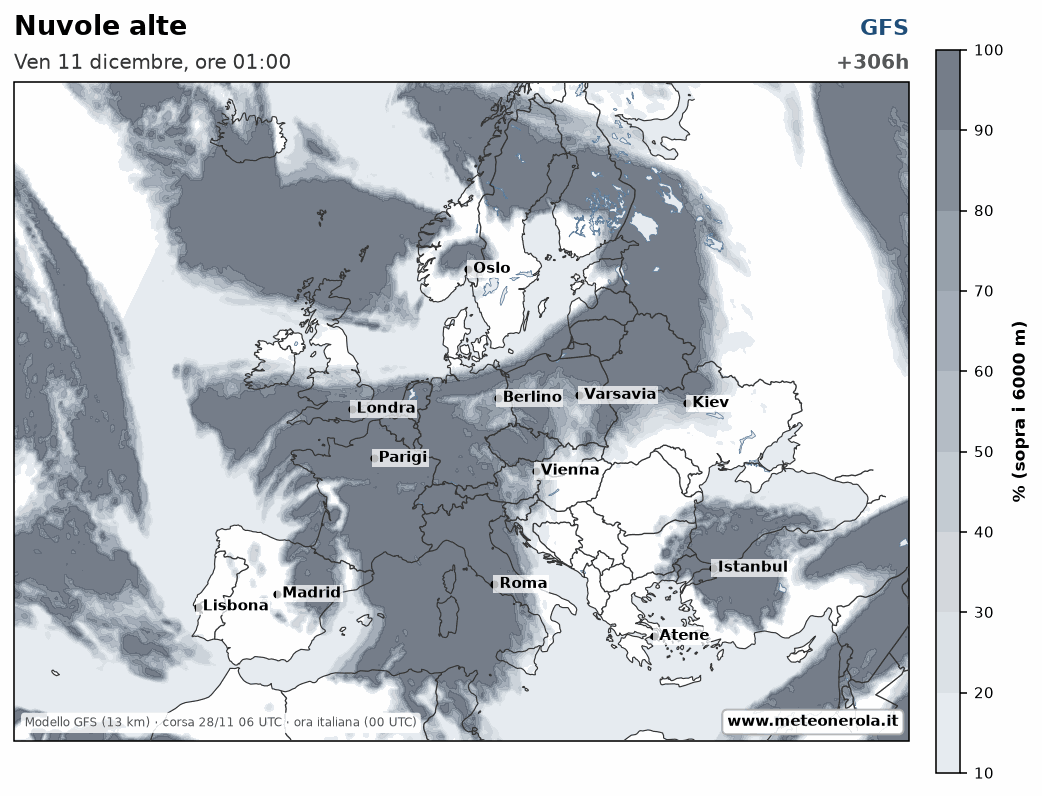 Nuvole alte
GFS
Ven 11 dicembre, ore 01:00
+306h
Oslo
Londra
Berlino
Varsavia
Kiev
Parigi
Vienna
Istanbul
Roma
Madrid
Lisbona
Atene
Modello GFS (13 km) · corsa 28/11 06 UTC · ora italiana (00 UTC)
www.meteonerola.it
100
90
80
70
60
50
40
30
20
10
% (sopra i 6000 m)